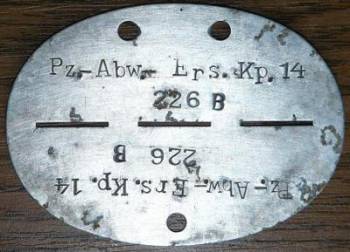 Pz.-Abw.- Ers. Kp. 14
226 B
226 B
Pz.-Abw.-Ers. Kp. 14